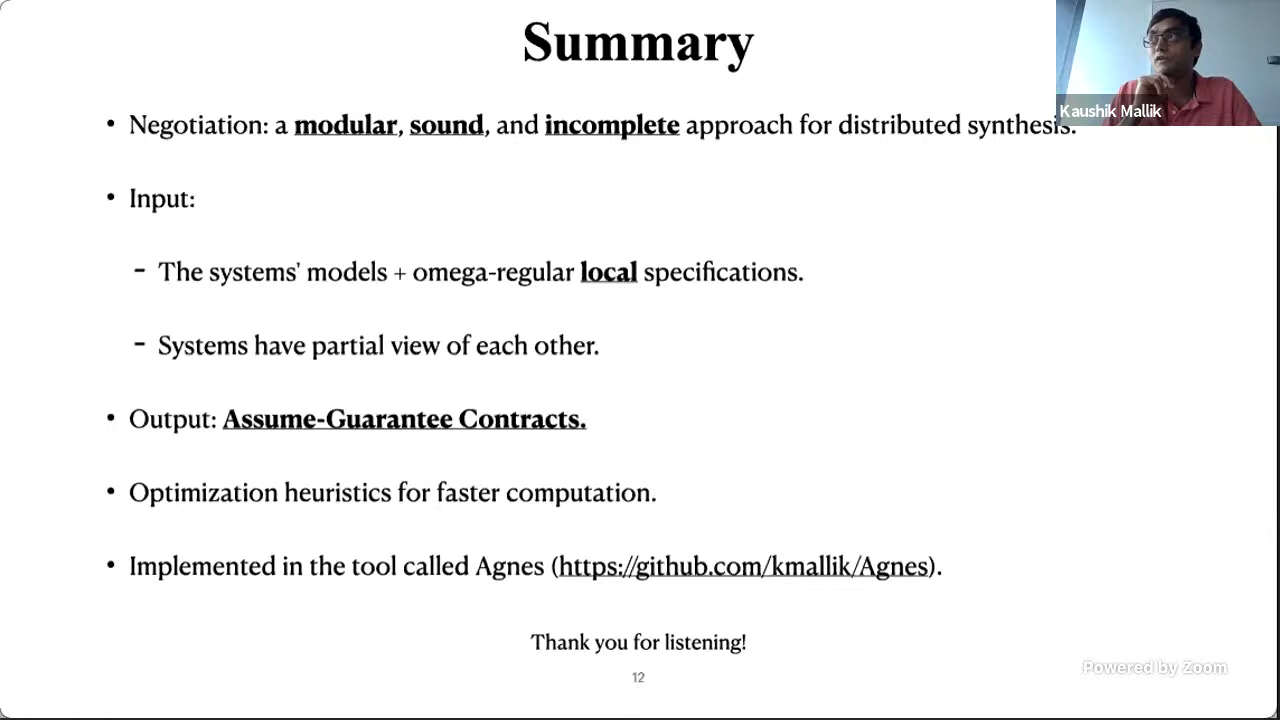 Summary
Kaushik Mallik
• Negotiation: a modular, sound, and incomplete approach for distributed synthesis.
• Input:
- The systems' models + omega-regular local specifications.
- Systems have partial view of each other.
• Output: Assume-Guarantee Contracts.
• Optimization heuristics for faster computation.
• Implemented in the tool called Agnes (https://github.com/kmallik/Agnes).
Thank you for listening!
12
Powered by Zoom